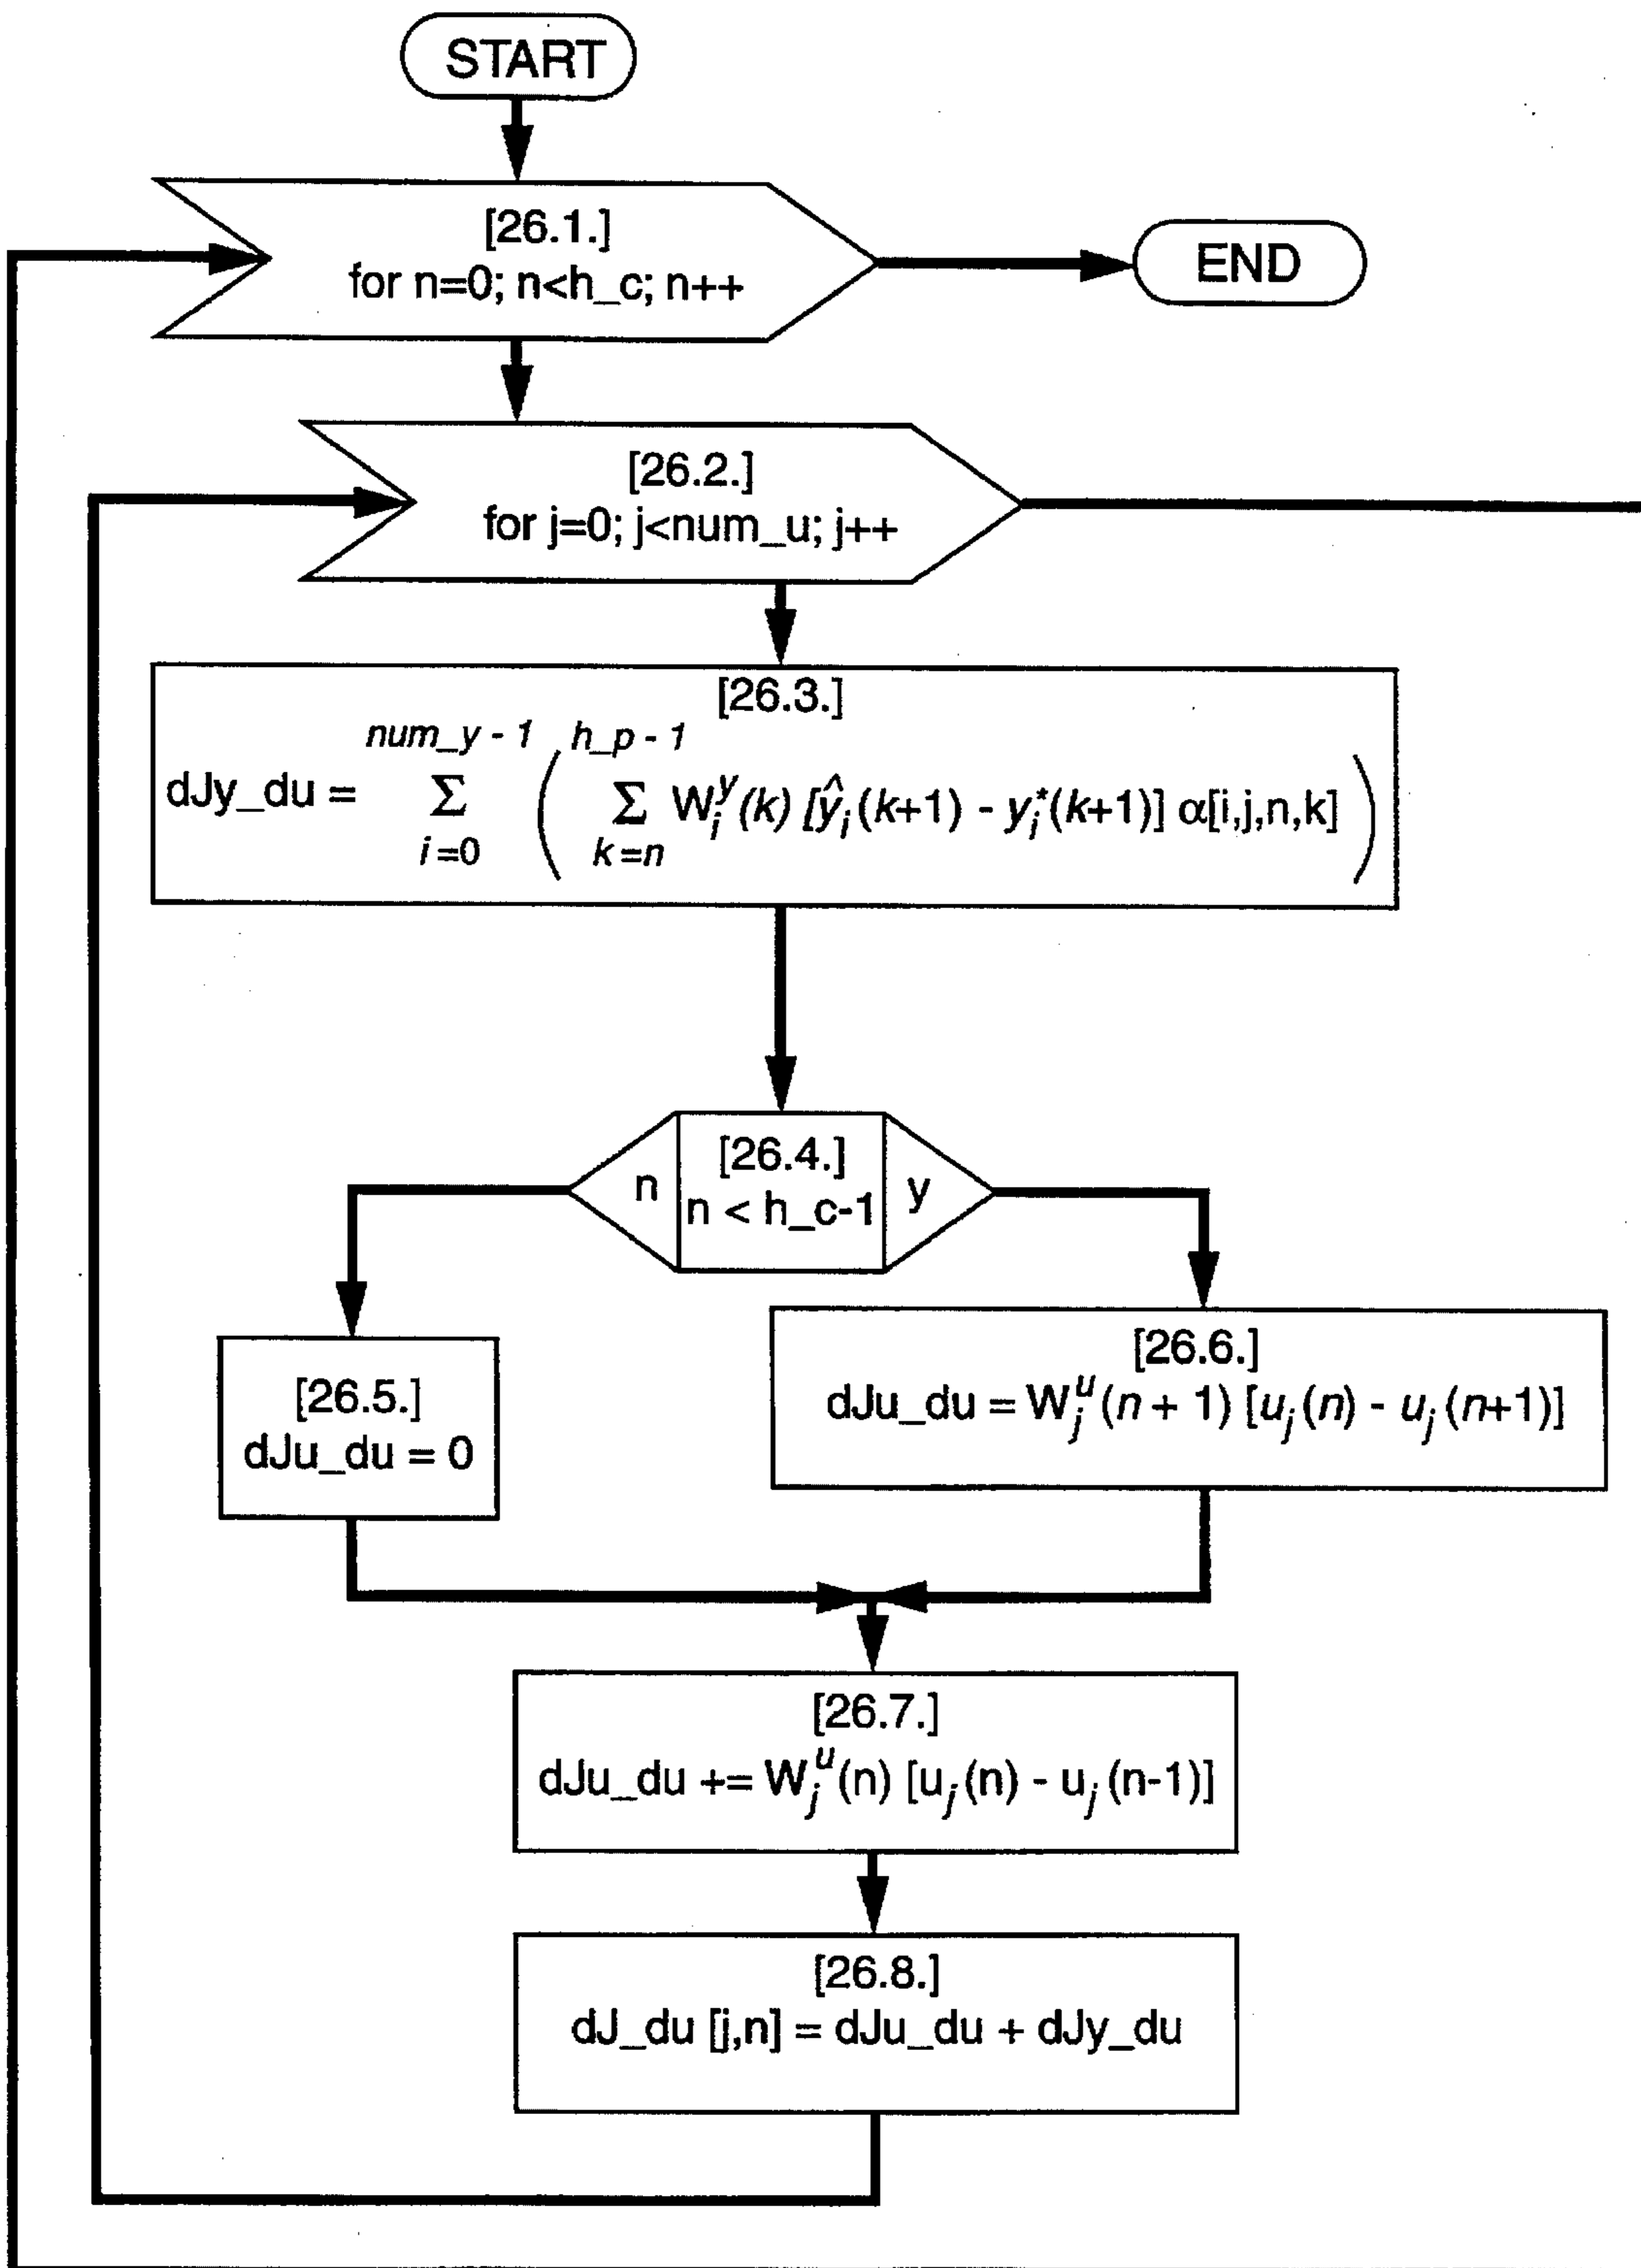 START
[26.1.]
for n=0; n<h_c; n++
END
[26.2.]
for j=0; j<num_u; j++
[26.3.]
dJy_du = \sum_{i=0}^{num_y - 1} ( \sum_{k=n}^{h_p - 1} W_i^y(k) [ŷ_i(k+1) - y_i^*(k+1)] α[i,j,n,k] )
n
[26.4.]
n < h_c-1
y
[26.5.]
dJu_du = 0
[26.6.]
dJu_du = W_j^u(n + 1) [u_j(n) - u_j(n+1)]
[26.7.]
dJu_du += W_j^u(n) [u_j(n) - u_j(n-1)]
[26.8.]
dJ_du [j,n] = dJu_du + dJy_du